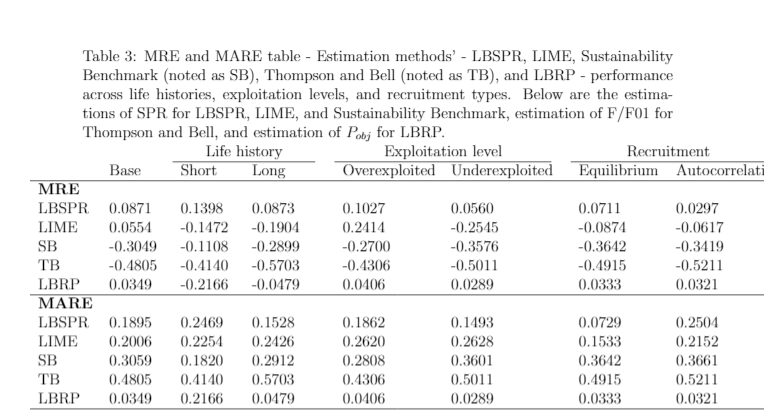 Table 3: MRE and MARE table - Estimation methods' - LBSPR, LIME, Sustainability
Benchmark (noted as SB), Thompson and Bell (noted as TB), and LBRP - performance
across life histories, exploitation levels, and recruitment types. Below are the estima-
tions of SPR for LBSPR, LIME, and Sustainability Benchmark, estimation of F/F01 for
Thompson and Bell, and estimation of Pobj for LBRP.
Life history Exploitation level Recruitment
Base Short Long Overexploited Underexploited Equilibrium Autocorrelati
MRE
LBSPR 0.0871 0.1398 0.0873 0.1027 0.0560 0.0711 0.0297
LIME 0.0554 -0.1472 -0.1904 0.2414 -0.2545 -0.0874 -0.0617
SB -0.3049 -0.1108 -0.2899 -0.2700 -0.3576 -0.3642 -0.3419
TB -0.4805 -0.4140 -0.5703 -0.4306 -0.5011 -0.4915 -0.5211
LBRP 0.0349 -0.2166 -0.0479 0.0406 0.0289 0.0333 0.0321
MARE
LBSPR 0.1895 0.2469 0.1528 0.1862 0.1493 0.0729 0.2504
LIME 0.2006 0.2254 0.2426 0.2620 0.2628 0.1533 0.2152
SB 0.3059 0.1820 0.2912 0.2808 0.3601 0.3642 0.3661
TB 0.4805 0.4140 0.5703 0.4306 0.5011 0.4915 0.5211
LBRP 0.0349 0.2166 0.0479 0.0406 0.0289 0.0333 0.0321